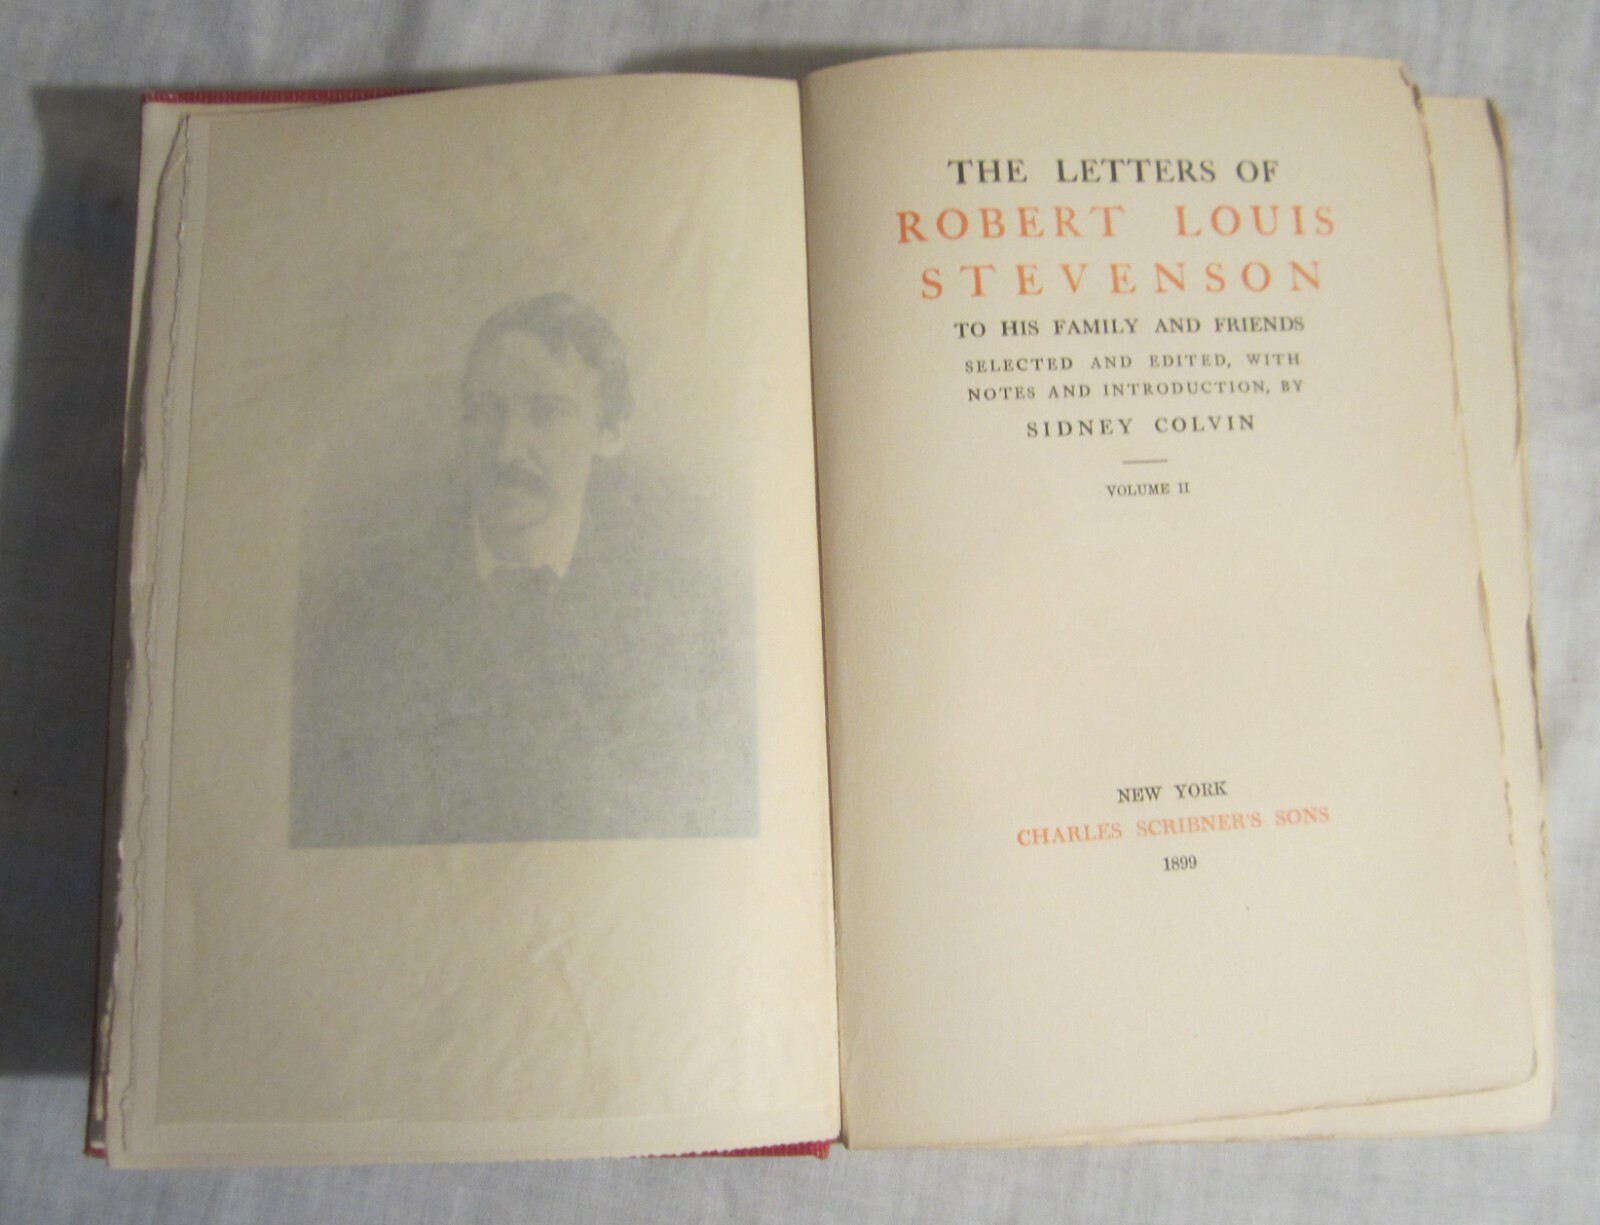 THE LETTERS OF
ROBERT LOUIS
STEVENSON
TO HIS FAMILY AND FRIENDS
SELECTED AND EDITED, WITH
NOTES AND INTRODUCTION, BY
SIDNEY COLVIN
VOLUME II
NEW YORK
CHARLES SCRIBNER'S SONS
1899